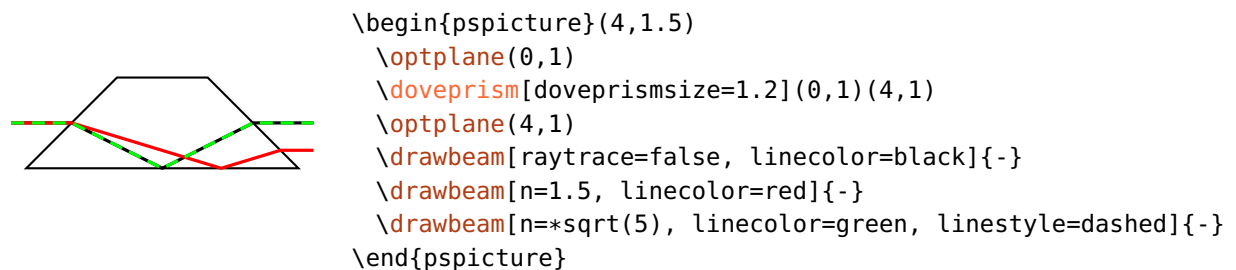 \begin{pspicture}(4,1.5)
\optplane(0,1)
\doveprism[doveprismsize=1.2](0,1)(4,1)
\optplane(4,1)
\drawbeam[raytrace=false, linecolor=black]{-}
\drawbeam[n=1.5, linecolor=red]{-}
\drawbeam[n=*sqrt(5), linecolor=green, linestyle=dashed]{-}
\end{pspicture}